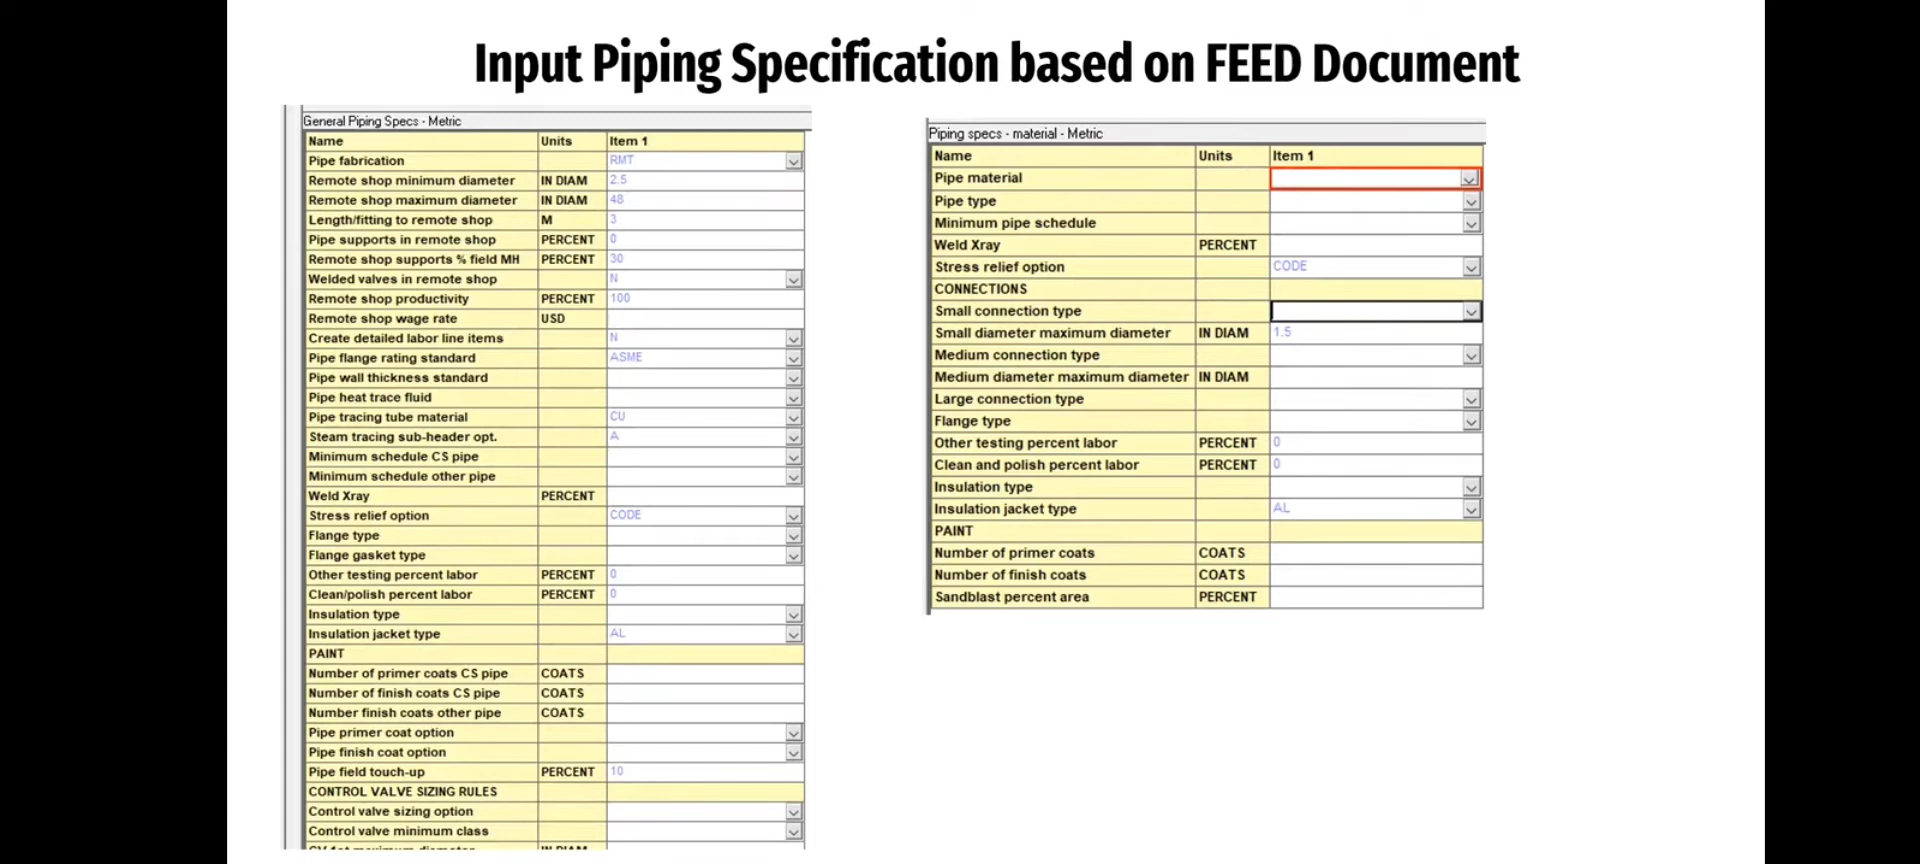 Input Piping Specification based on FEED Document
General Piping Specs - Metric
Name Units Item 1
Pipe fabrication RMT
Remote shop minimum diameter IN DIAM 2.5
Remote shop maximum diameter IN DIAM 48
Length/fitting to remote shop M 3
Pipe supports in remote shop PERCENT 0
Remote shop supports % field MH PERCENT 30
Welded valves in remote shop N
Remote shop productivity PERCENT 100
Remote shop wage rate USD
Create detailed labor line items N
Pipe flange rating standard ASME
Pipe wall thickness standard
Pipe heat trace fluid
Pipe tracing tube material CU
Steam tracing sub-header opt. A
Minimum schedule CS pipe
Minimum schedule other pipe
Weld Xray PERCENT
Stress relief option CODE
Flange type
Flange gasket type
Other testing percent labor PERCENT 0
Clean/polish percent labor PERCENT 0
Insulation type
Insulation jacket type AL
PAINT
Number of primer coats CS pipe COATS
Number of finish coats CS pipe COATS
Number finish coats other pipe COATS
Pipe primer coat option
Pipe finish coat option
Pipe field touch-up PERCENT 10
CONTROL VALVE SIZING RULES
Control valve sizing option
Control valve minimum class
Piping specs - material - Metric
Name Units Item 1
Pipe material
Pipe type
Minimum pipe schedule
Weld Xray PERCENT
Stress relief option CODE
CONNECTIONS
Small connection type
Small diameter maximum diameter IN DIAM 1.5
Medium connection type
Medium diameter maximum diameter IN DIAM
Large connection type
Flange type
Other testing percent labor PERCENT 0
Clean and polish percent labor PERCENT 0
Insulation type
Insulation jacket type AL
PAINT
Number of primer coats COATS
Number of finish coats COATS
Sandblast percent area PERCENT